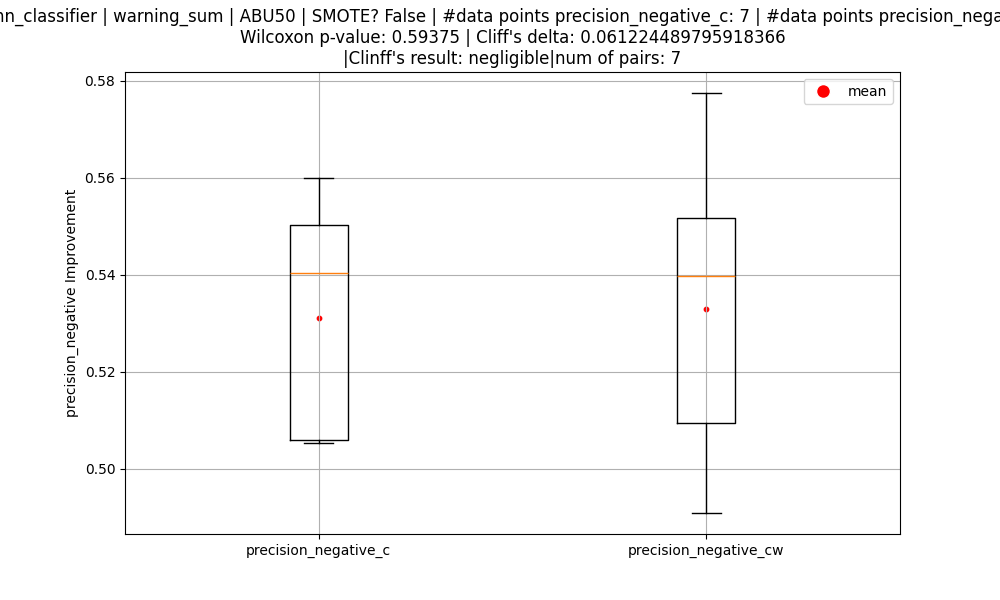 nn_classifier | warning_sum | ABU50 | SMOTE? False | #data points precision_negative_c: 7 | #data points precision_nega
Wilcoxon p-value: 0.59375 | Cliff's delta: 0.061224489795918366
|Clinff's result: negligible|num of pairs: 7
mean
0.58
0.56
0.54
0.52
0.50
precision_negative Improvement
precision_negative_c
precision_negative_cw